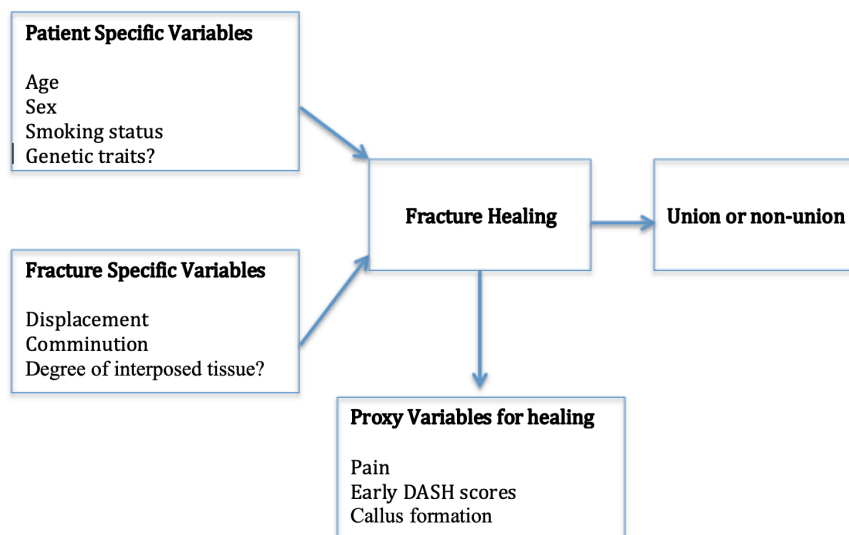 Patient Specific Variables
Age
Sex
Smoking status
Genetic traits?
Fracture Specific Variables
Displacement
Comminution
Degree of interposed tissue?
Fracture Healing
Union or non-union
Proxy Variables for healing
Pain
Early DASH scores
Callus formation